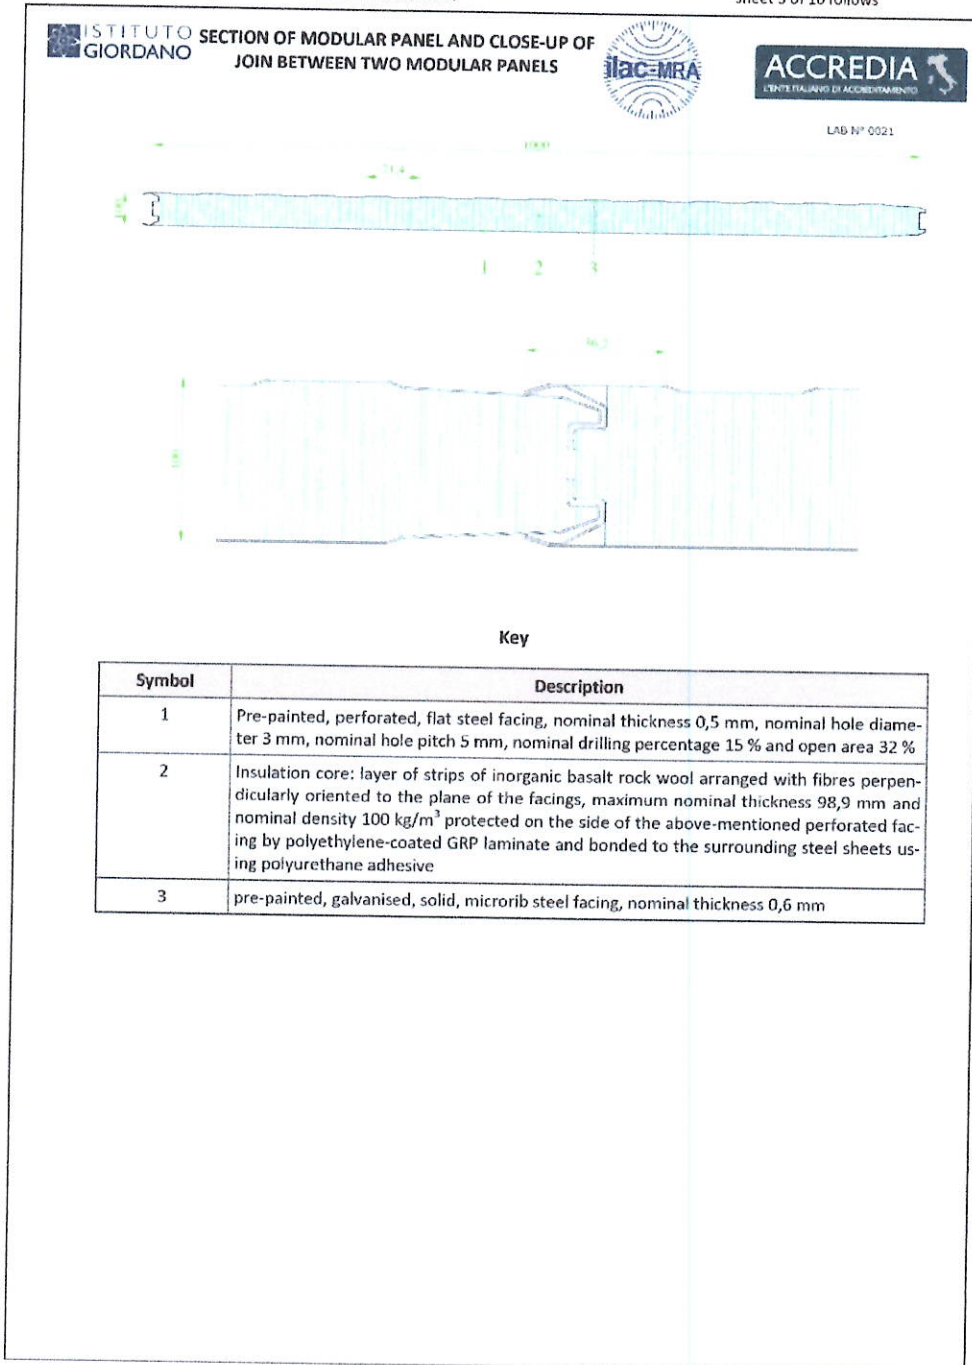 ISTITUTO
GIORDANO
SECTION OF MODULAR PANEL AND CLOSE-UP OF
JOIN BETWEEN TWO MODULAR PANELS
ilac-MRA
ACCREDIA
L'ENTE ITALIANO DI ACCREDITAMENTO
LAB N° 0021
1000
1 2 3
Key
Symbol Description
1 Pre-painted, perforated, flat steel facing, nominal thickness 0,5 mm, nominal hole diame-
ter 3 mm, nominal hole pitch 5 mm, nominal drilling percentage 15 % and open area 32 %
2 Insulation core: layer of strips of inorganic basalt rock wool arranged with fibres perpen-
dicularly oriented to the plane of the facings, maximum nominal thickness 98,9 mm and
nominal density 100 kg/m³ protected on the side of the above-mentioned perforated fac-
ing by polyethylene-coated GRP laminate and bonded to the surrounding steel sheets us-
ing polyurethane adhesive
3 pre-painted, galvanised, solid, microrib steel facing, nominal thickness 0,6 mm